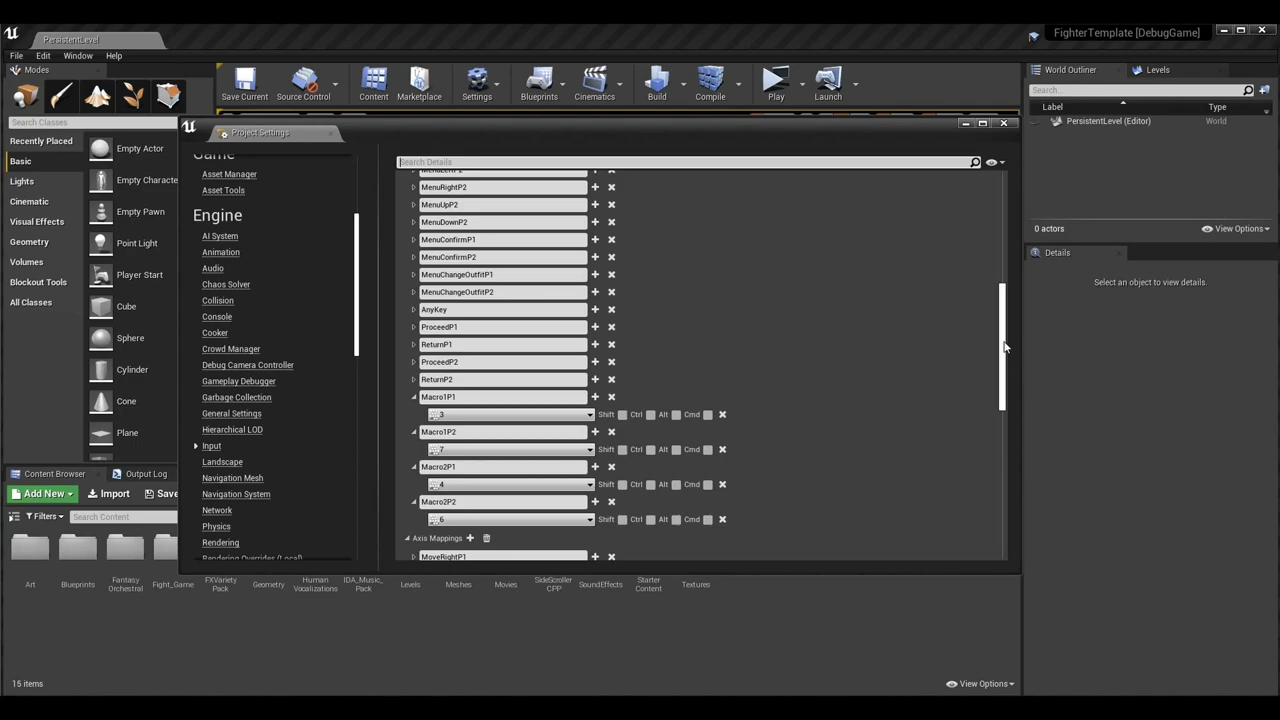 PersistentLevel
FighterTemplate [DebugGame]
File Edit Window Help
Modes
Search Classes
Recently Played
Basic
Lights
Cinematic
Visual Effects
Geometry
Volumes
Blockout Tools
All Classes
Empty Actor
Empty Characte
Empty Pawn
Point Light
Player Start
Cube
Sphere
Cylinder
Cone
Plane
Save Current
Source Control
Content
Marketplace
Settings
Blueprints
Cinematics
Build
Compile
Play
Launch
World Outliner
Levels
Search...
Label
Type
PersistentLevel (Editor)
World
0 actors
View Options
Details
Select an object to view details.
Project Settings
Game
Asset Manager
Asset Tools
Engine
AI System
Animation
Audio
Chaos Solver
Collision
Console
Cooker
Crowd Manager
Debug Camera Controller
Gameplay Debugger
Garbage Collection
General Settings
Hierarchical LOD
Input
Landscape
Navigation Mesh
Navigation System
Network
Physics
Rendering
Rendering Overrides (Local)
Search Details
MenuLeftP2
MenuRightP2
MenuUpP2
MenuDownP2
MenuConfirmP1
MenuConfirmP2
MenuChangeOutfitP1
MenuChangeOutfitP2
AnyKey
ProceedP1
ReturnP1
ProceedP2
ReturnP2
Macro1P1
3 Shift Ctrl Alt Cmd
Macro1P2
7 Shift Ctrl Alt Cmd
Macro2P1
4 Shift Ctrl Alt Cmd
Macro2P2
6 Shift Ctrl Alt Cmd
Axis Mappings
MoveRightP1
Content Browser
Output Log
Add New
Import
Save
Filters
Search Content
Art
Blueprints
Fantasy
Orchestral
Fight_Game
FXVariety
Pack
Geometry
Human
Vocalizations
IDA_Music_
Pack
Levels
Meshes
Movies
SideScroller
CPP
SoundEffects
Starter
Content
Textures
15 items
View Options